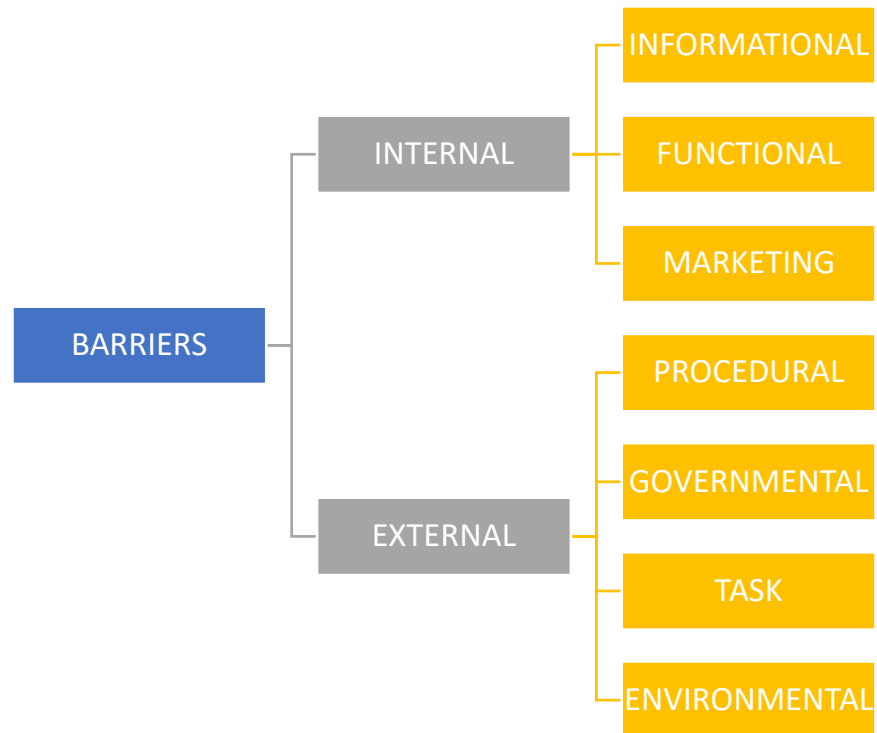 BARRIERS
INTERNAL
INFORMATIONAL
FUNCTIONAL
MARKETING
EXTERNAL
PROCEDURAL
GOVERNMENTAL
TASK
ENVIRONMENTAL